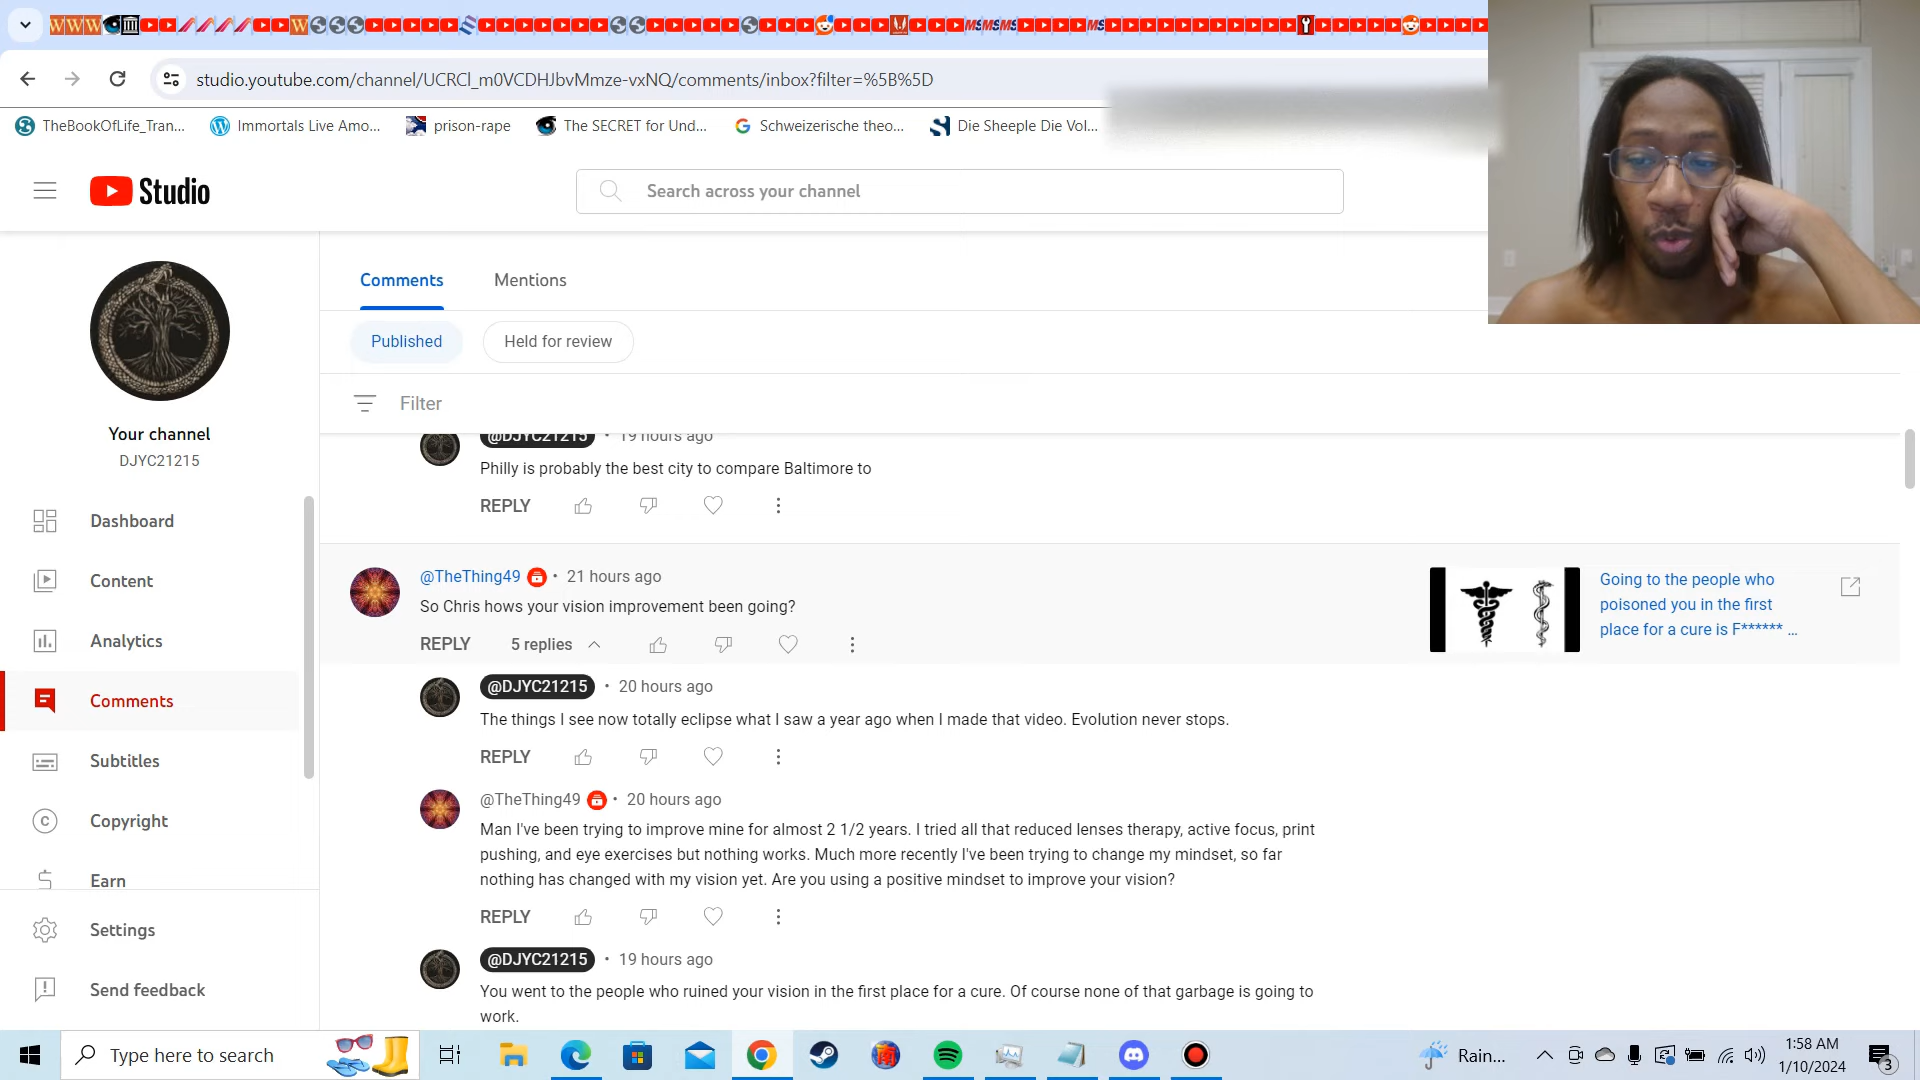 studio.youtube.com/channel/UCRCl_m0VCDHJbvMmze-vxNQ/comments/inbox?filter=%5B%5D
TheBookOfLife_Tran... Immortals Live Amo... prison-rape The SECRET for Und... Schweizerische theo... Die Sheeple Die Vol...
Studio
Search across your channel
Comments Mentions
Published Held for review
Filter
Your channel
DJYC21215
Dashboard
Content
Analytics
Comments
Subtitles
Copyright
Earn
Settings
Send feedback
@DJYC21215 • 19 hours ago
Philly is probably the best city to compare Baltimore to
REPLY
@TheThing49 • 21 hours ago
So Chris hows your vision improvement been going?
REPLY 5 replies
Going to the people who
poisoned you in the first
place for a cure is F****** ...
@DJYC21215 • 20 hours ago
The things I see now totally eclipse what I saw a year ago when I made that video. Evolution never stops.
REPLY
@TheThing49 • 20 hours ago
Man I've been trying to improve mine for almost 2 1/2 years. I tried all that reduced lenses therapy, active focus, print
pushing, and eye exercises but nothing works. Much more recently I've been trying to change my mindset, so far
nothing has changed with my vision yet. Are you using a positive mindset to improve your vision?
REPLY
@DJYC21215 • 19 hours ago
You went to the people who ruined your vision in the first place for a cure. Of course none of that garbage is going to
work.
Type here to search
Rain...
1:58 AM
1/10/2024
3